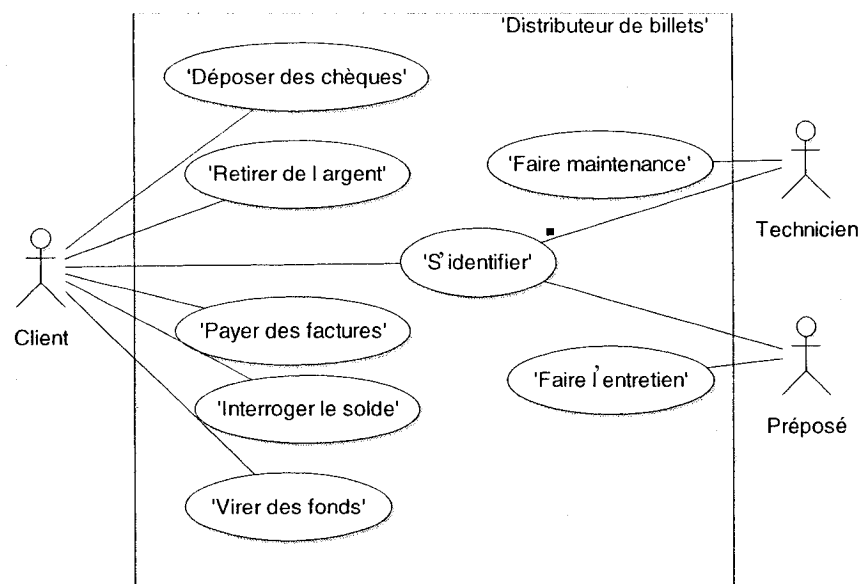 'Distributeur de billets'
'Déposer des chèques'
'Retirer de l argent'
'Faire maintenance'
Technicien
'S’identifier'
Client
'Payer des factures'
'Faire l’entretien'
'Interroger le solde'
Préposé
'Virer des fonds'